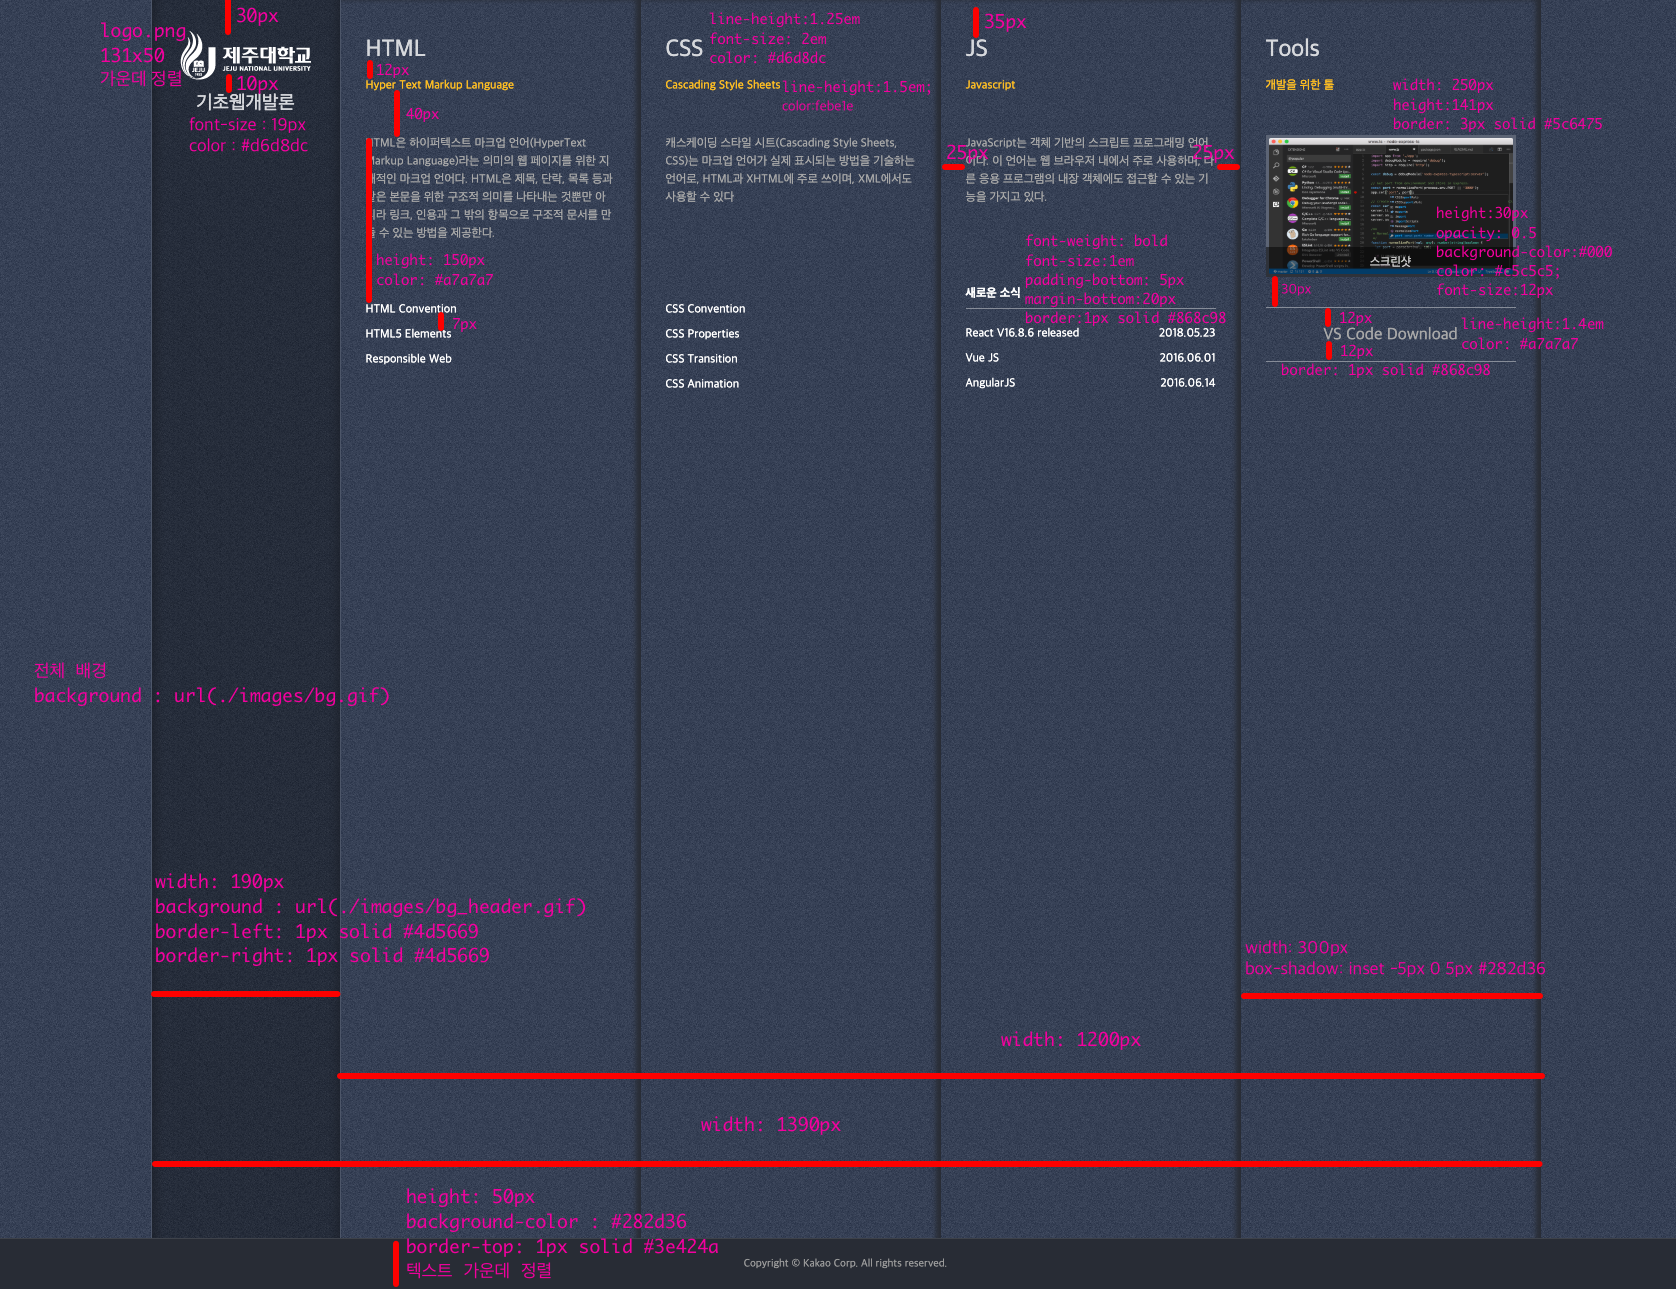 logo.png
131x50
가운데 정렬
30px
제주대학교
JEJU NATIONAL UNIVERSITY
JEJU
1952
10px
기초웹개발론
font-size : 19px
color : #d6d8dc
HTML
12px
Hyper Text Markup Language
40px
HTML은 하이퍼텍스트 마크업 언어(HyperText
Markup Language)라는 의미의 웹 페이지를 위한 지
배적인 마크업 언어다. HTML은 제목, 단락, 목록 등과
같은 본문을 위한 구조적 의미를 나타내는 것뿐만 아
니라 링크, 인용과 그 밖의 항목으로 구조적 문서를 만
들 수 있는 방법을 제공한다.
height: 150px
color: #a7a7a7
HTML Convention
7px
HTML5 Elements
Responsible Web
CSS
line-height:1.25em
font-size: 2em
color: #d6d8dc
Cascading Style Sheets
line-height:1.5em;
color:febe1e
캐스케이딩 스타일 시트(Cascading Style Sheets,
CSS)는 마크업 언어가 실제 표시되는 방법을 기술하는
언어로, HTML과 XHTML에 주로 쓰이며, XML에서도
사용할 수 있다
CSS Convention
CSS Properties
CSS Transition
CSS Animation
35px
JS
Javascript
25px
25px
JavaScript는 객체 기반의 스크립트 프로그래밍 언어
이다. 이 언어는 웹 브라우저 내에서 주로 사용하며, 다
른 응용 프로그램의 내장 객체에도 접근할 수 있는 기
능을 가지고 있다.
font-weight: bold
font-size:1em
padding-bottom: 5px
margin-bottom:20px
border:1px solid #868c98
새로운 소식
React V16.8.6 released 2018.05.23
Vue JS 2016.06.01
AngularJS 2016.06.14
Tools
개발을 위한 툴
width: 250px
height:141px
border: 3px solid #5c6475
height:30px
opacity: 0.5
background-color:#000
color: #c5c5c5;
font-size:12px
스크린샷
30px
12px
VS Code Download
12px
line-height:1.4em
color: #a7a7a7
border: 1px solid #868c98
전체 배경
background : url(./images/bg.gif)
width: 190px
background : url(./images/bg_header.gif)
border-left: 1px solid #4d5669
border-right: 1px solid #4d5669
width: 300px
box-shadow: inset -5px 0 5px #282d36
width: 1200px
width: 1390px
height: 50px
background-color : #282d36
border-top: 1px solid #3e424a
텍스트 가운데 정렬
Copyright © Kakao Corp. All rights reserved.